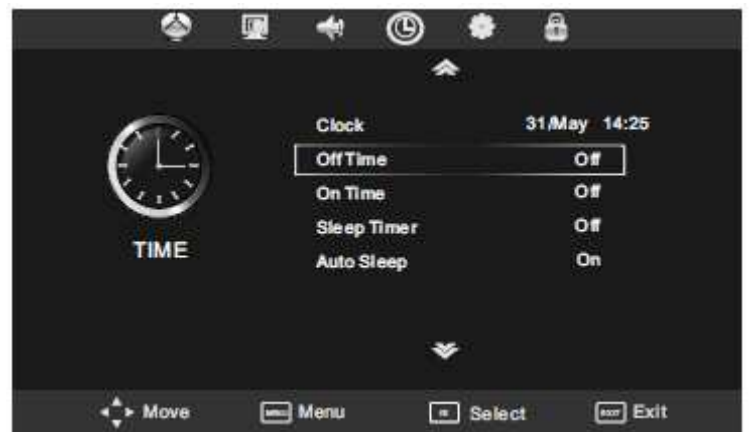 Clock 31/May 14:25
Off Time Off
On Time Off
Sleep Timer Off
Auto Sleep On
TIME
Move Menu Select Exit